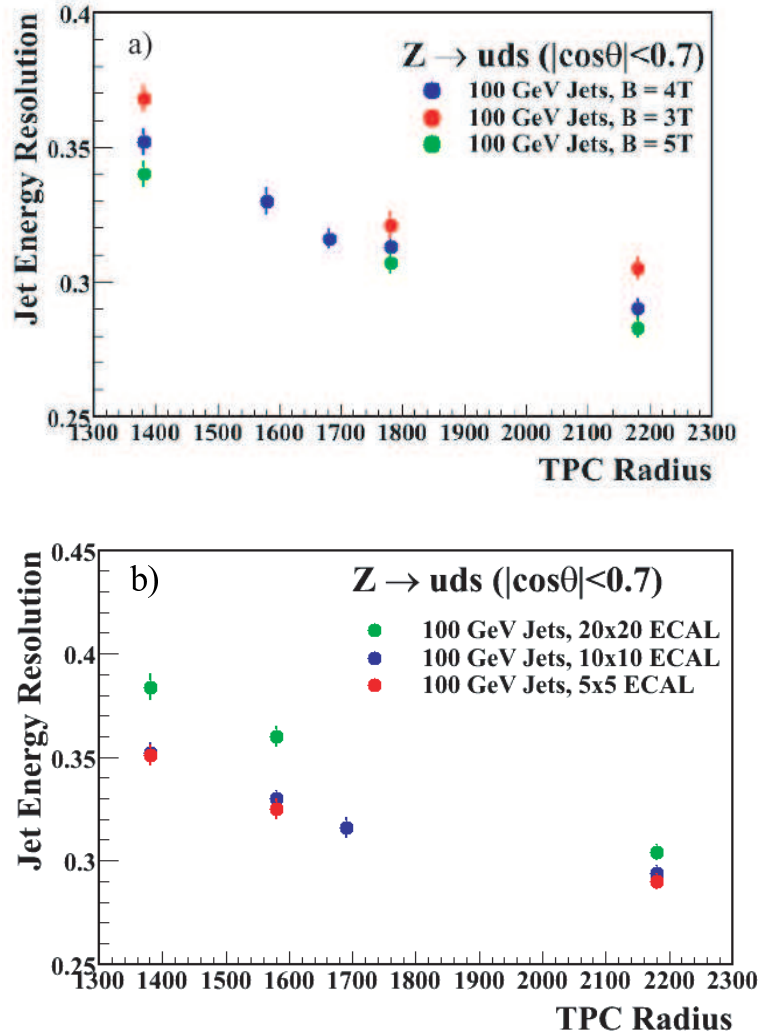 0.4
a)
Z → uds (|cosθ|<0.7)
100 GeV Jets, B = 4T
100 GeV Jets, B = 3T
100 GeV Jets, B = 5T
0.35
0.3
0.25
Jet Energy Resolution
1300 1400 1500 1600 1700 1800 1900 2000 2100 2200 2300
TPC Radius
0.45
b)
Z → uds (|cosθ|<0.7)
100 GeV Jets, 20x20 ECAL
100 GeV Jets, 10x10 ECAL
100 GeV Jets, 5x5 ECAL
0.4
0.35
0.3
0.25
Jet Energy Resolution
1300 1400 1500 1600 1700 1800 1900 2000 2100 2200 2300
TPC Radius